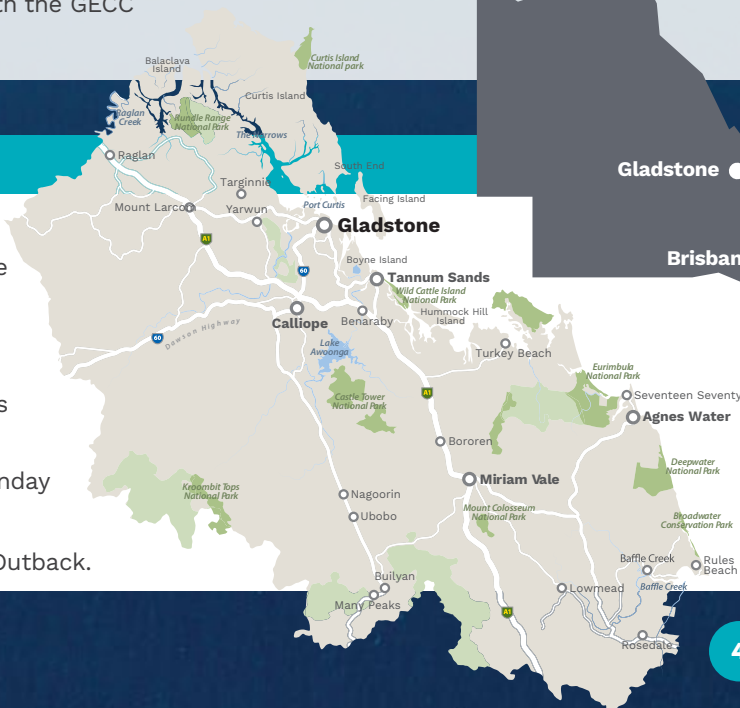 th the GECC
Balaclava
Island
Curtis Island
National park
Curtis Island
Raglan
Creek
Rundle Range
National Park
The Narrows
Raglan
South End
Targinnie
Facing Island
Mount Larcom
Yarwun
Port Curtis
Gladstone
A1
e
Boyne Island
60
Tannum Sands
Wild Cattle Island
National Park
Hummock Hill
Island
Calliope
Benaraby
60
Dawson Highway
Lake
Awoonga
Turkey Beach
Eurimbula
National Park
A1
Castle Tower
National Park
Seventeen Seventy
s
Agnes Water
Bororen
Deepwater
National Park
nday
Kroombit Tops
National Park
Miriam Vale
Nagoorin
Mount Colosseum
National Park
Ubobo
Broadwater
Conservation Park
Outback.
Baffle Creek
Rules
Beach
Builyan
Lowmead
Baffle Creek
Many Peaks
A1
Rosedale
Gladstone
Brisban
4